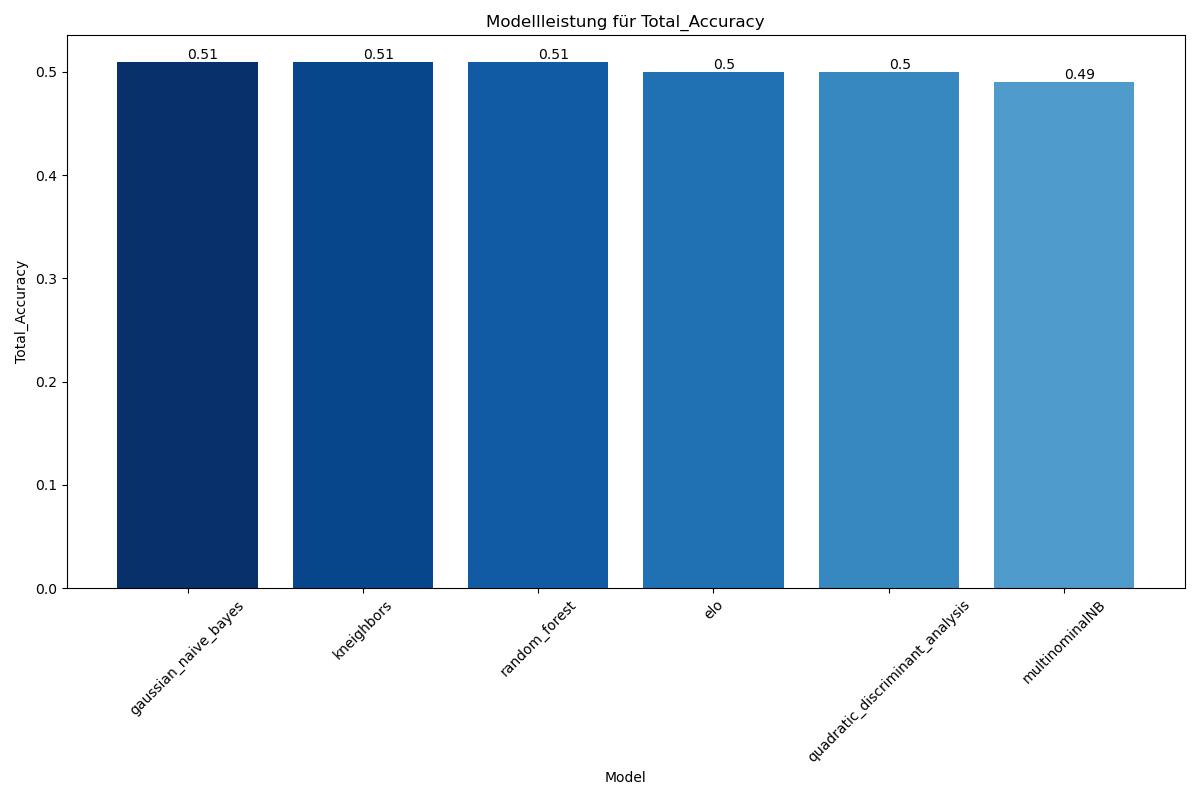 Modellleistung für Total_Accuracy
0.51
0.51
0.51
0.5
0.5
0.49
Total_Accuracy
0.5
0.4
0.3
0.2
0.1
0.0
gaussian_naive_bayes
kneighbors
random_forest
elo
quadratic_discriminant_analysis
multinominalNB
Model